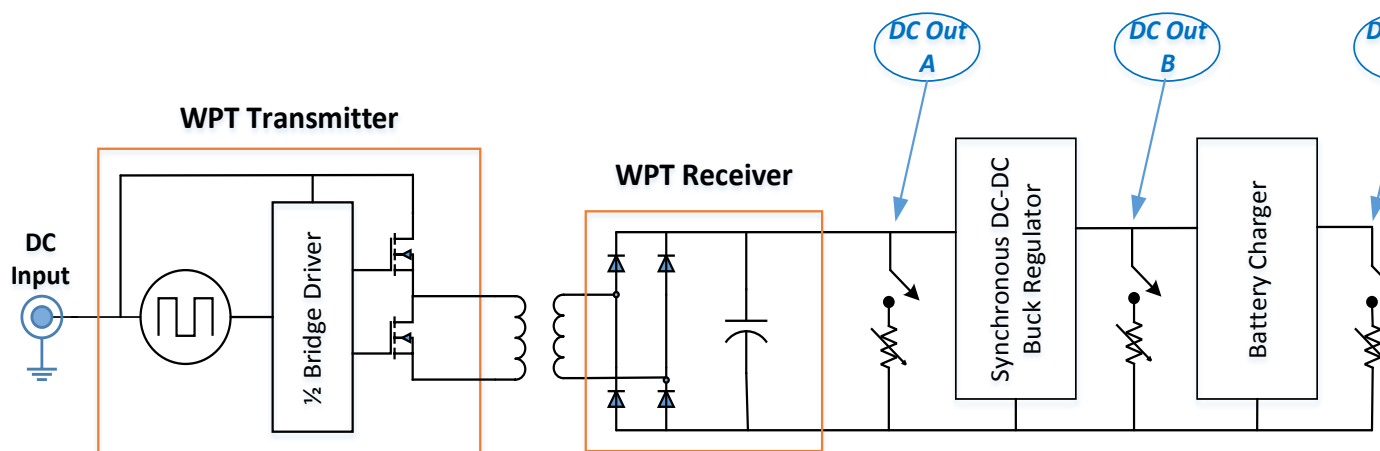 DC Out
A
DC Out
B
D
WPT Transmitter
WPT Receiver
DC
Input
½ Bridge Driver
Synchronous DC-DC
Buck Regulator
Battery Charger